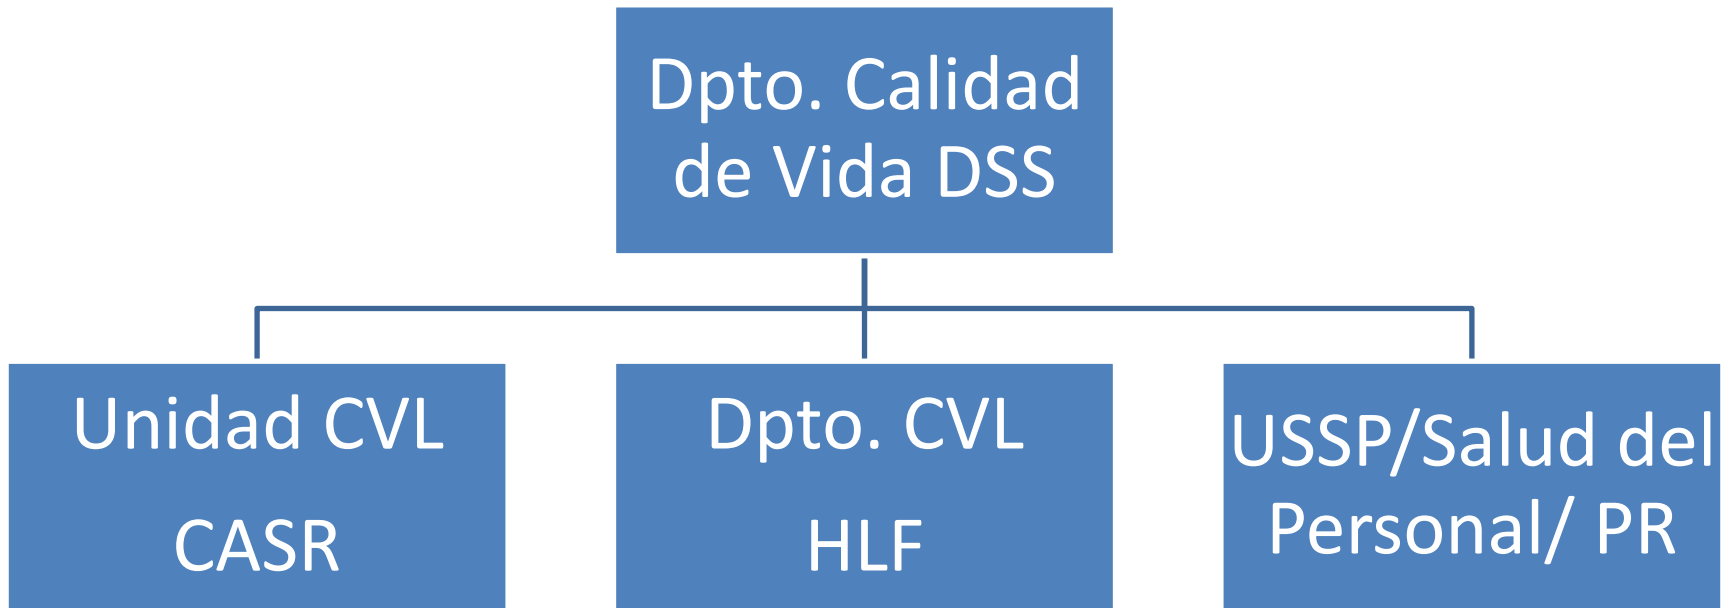 Dpto. Calidad
de Vida DSS
Unidad CVL
CASR
Dpto. CVL
HLF
USSP/Salud del
Personal/ PR